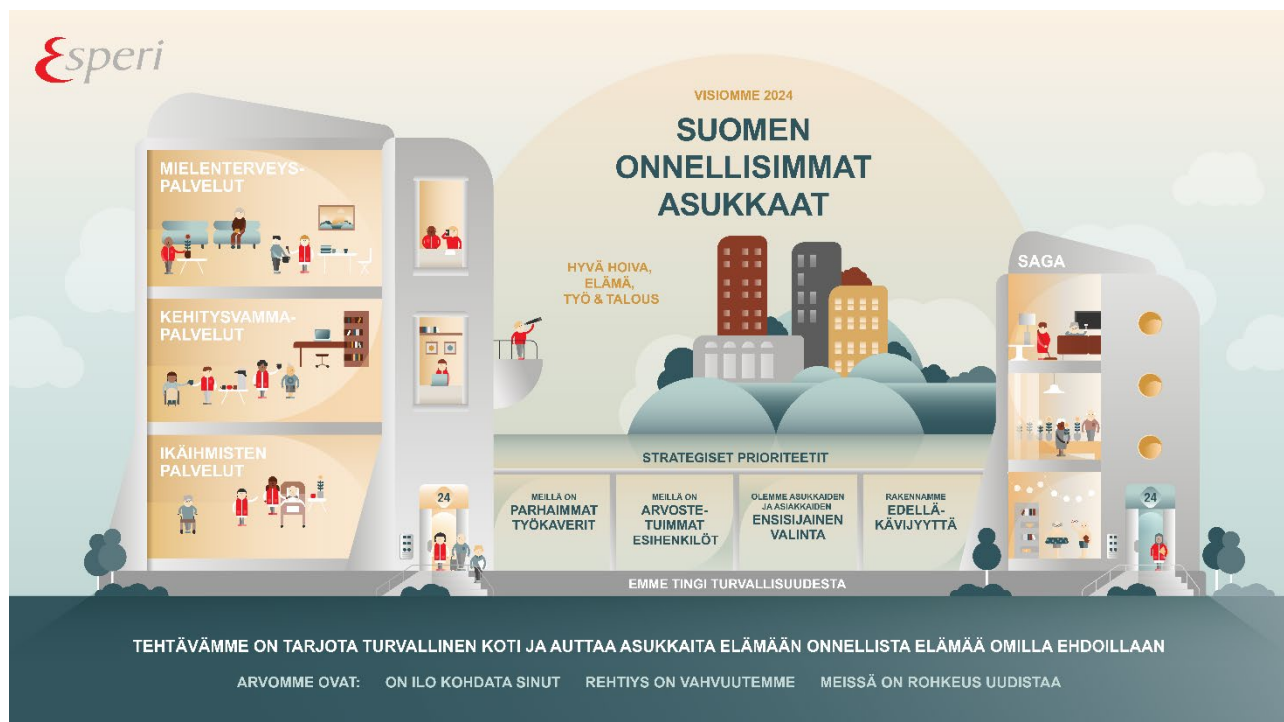 Esperi
VISIOMME 2024
SUOMEN
ONNELLISIMMAT
ASUKKAAT
HYVÄ HOIVA,
ELÄMÄ,
TYÖ & TALOUS
MIELENTERVEYS-
PALVELUT
KEHITYSVAMMA-
PALVELUT
IKÄIHMISTEN
PALVELUT
24
SAGA
24
STRATEGISET PRIORITEETIT
MEILLÄ ON
PARHAIMMAT
TYÖKAVERIT
MEILLÄ ON
ARVOSTE-
TUIMMAT
ESIHENKILÖT
OLEMME ASUKKAIDEN
JA ASIAKKAIDEN
ENSISIJAINEN
VALINTA
RAKENNAMME
EDELLÄ-
KÄVIJYYTTÄ
EMME TINGI TURVALLISUUDESTA
TEHTÄVÄMME ON TARJOTA TURVALLINEN KOTI JA AUTTAA ASUKKAITA ELÄMÄÄN ONNELLISTA ELÄMÄÄ OMILLA EHDOILLAAN
ARVOMME OVAT: ON ILO KOHDATA SINUT REHTIYS ON VAHVUUTEMME MEISSÄ ON ROHKEUS UUDISTAA